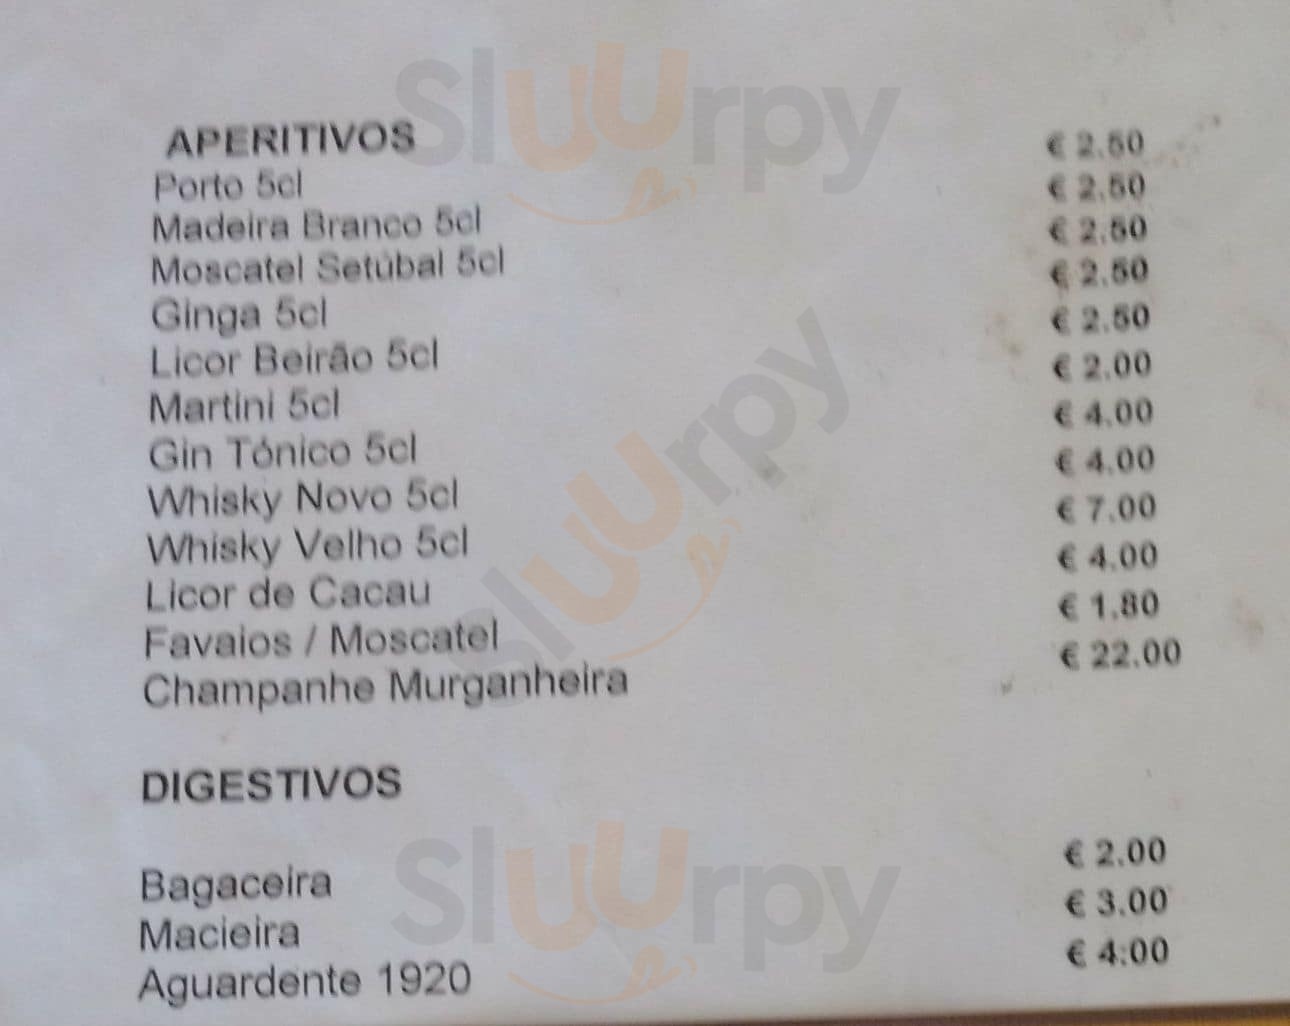 APERITIVOS
Porto 5cl € 2.50
Madeira Branco 5cl € 2.50
Moscatel Setúbal 5cl € 2.50
Ginga 5cl € 2.50
Licor Beirão 5cl € 2.50
Martini 5cl € 2.00
Gin Tónico 5cl € 4.00
Whisky Novo 5cl € 4.00
Whisky Velho 5cl € 7.00
Licor de Cacau € 4.00
Favaios / Moscatel € 1.80
Champanhe Murganheira € 22.00
DIGESTIVOS
Bagaceira € 2.00
Macieira € 3.00
Aguardente 1920 € 4:00
Sluurpy
Sluurpy
Sluurpy